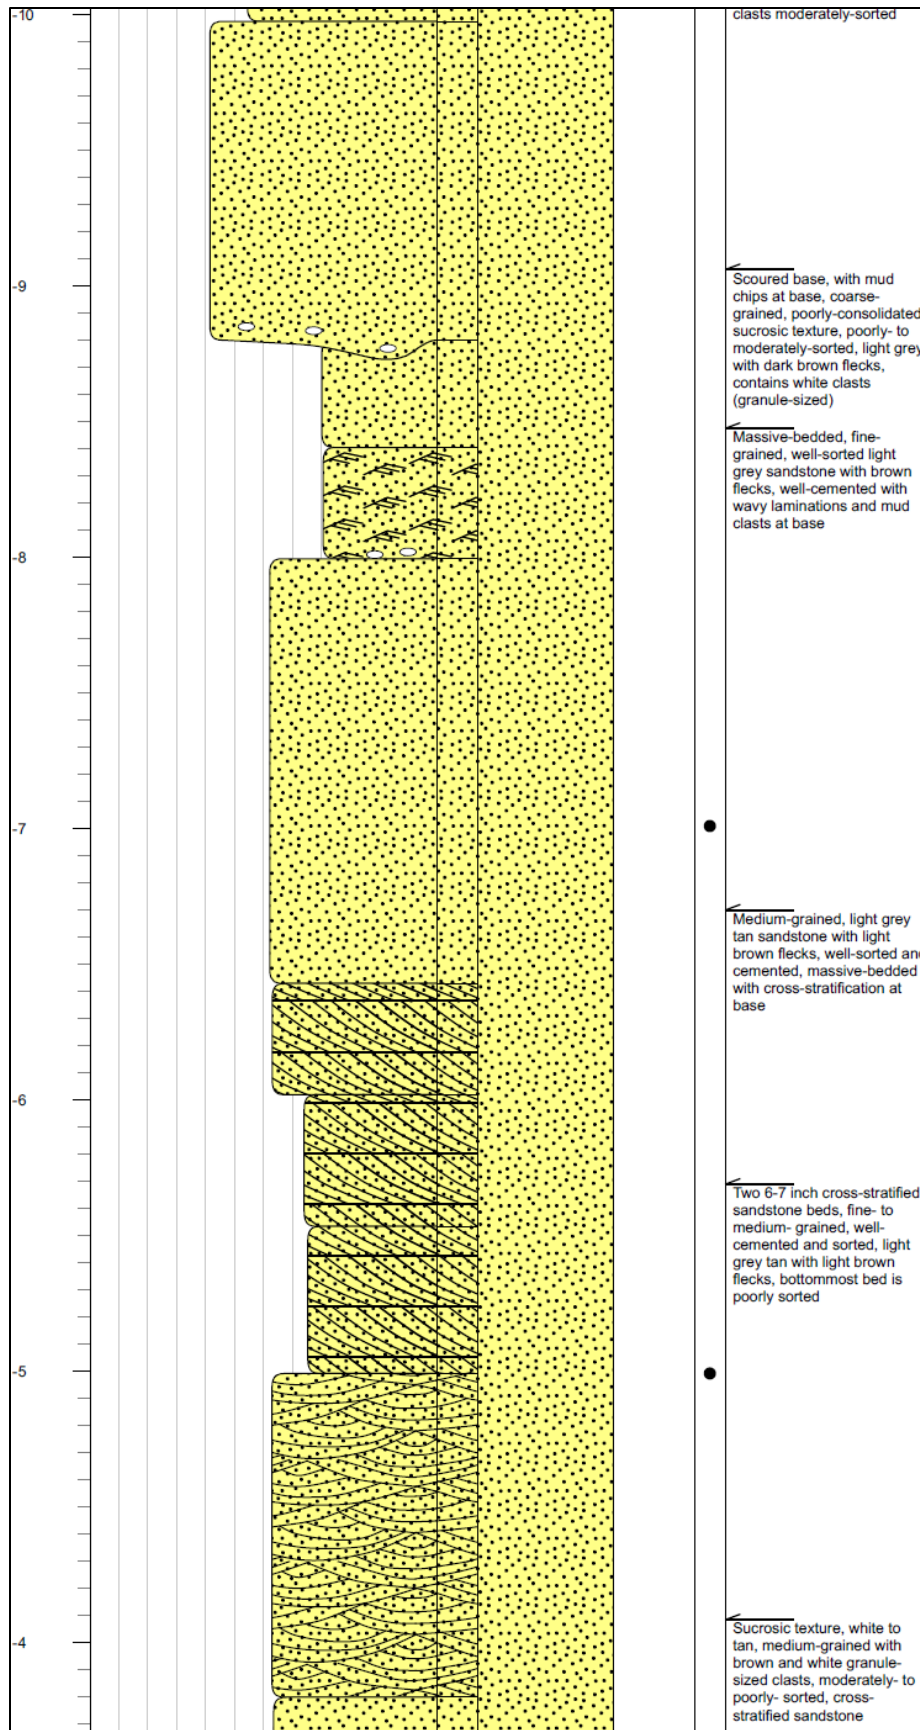 -10
clasts moderately-sorted
-9
Scoured base, with mud
chips at base, coarse-
grained, poorly-consolidated
sucrosic texture, poorly- to
moderately-sorted, light grey
with dark brown flecks,
contains white clasts
(granule-sized)
Massive-bedded, fine-
grained, well-sorted light
grey sandstone with brown
flecks, well-cemented with
wavy laminations and mud
clasts at base
-8
-7
Medium-grained, light grey
tan sandstone with light
brown flecks, well-sorted and
cemented, massive-bedded
with cross-stratification at
base
-6
Two 6-7 inch cross-stratified
sandstone beds, fine- to
medium- grained, well-
cemented and sorted, light
grey tan with light brown
flecks, bottommost bed is
poorly sorted
-5
-4
Sucrosic texture, white to
tan, medium-grained with
brown and white granule-
sized clasts, moderately- to
poorly- sorted, cross-
stratified sandstone